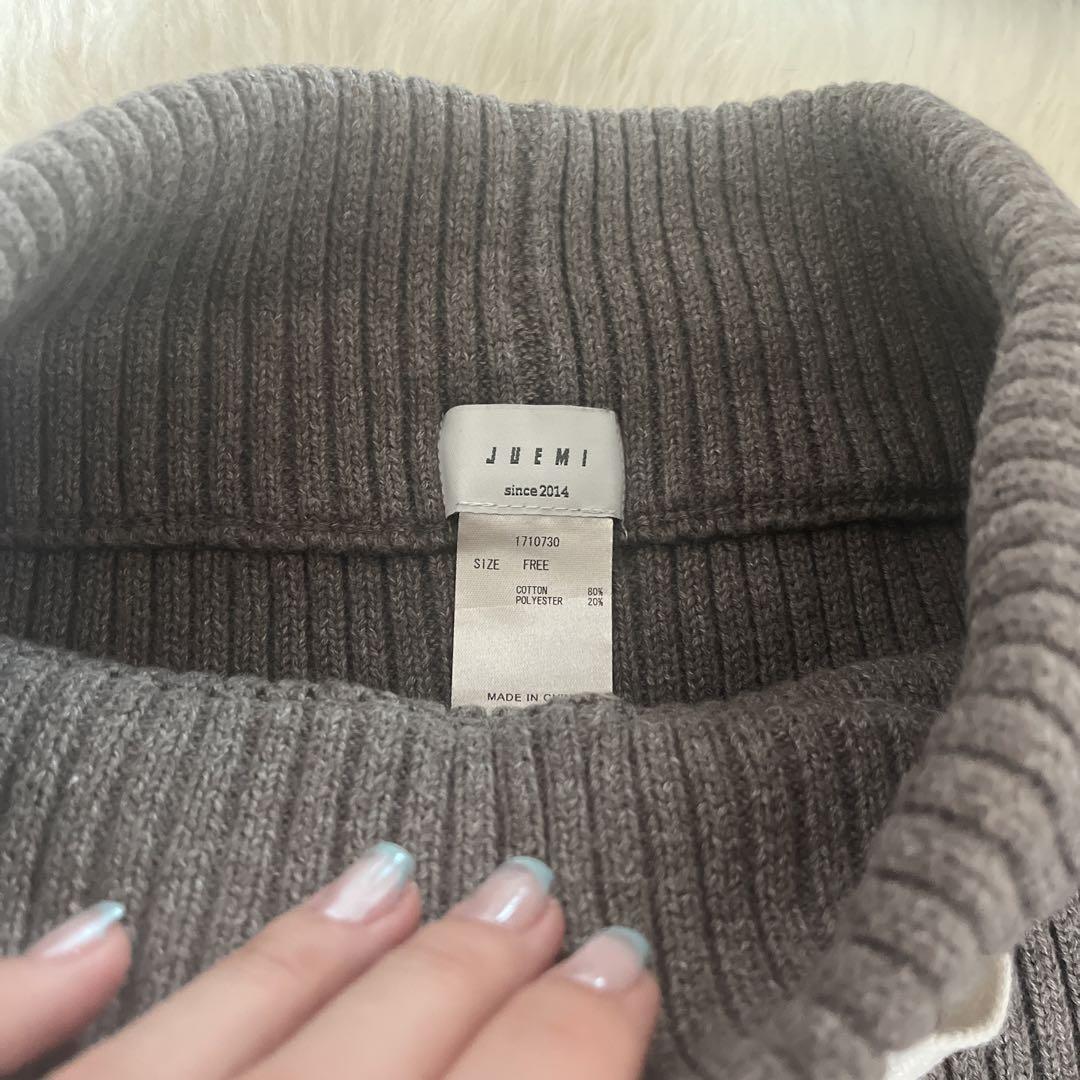 JUEMI
since 2014
1710730
SIZE FREE
COTTON 80%
POLYESTER 20%
MADE IN